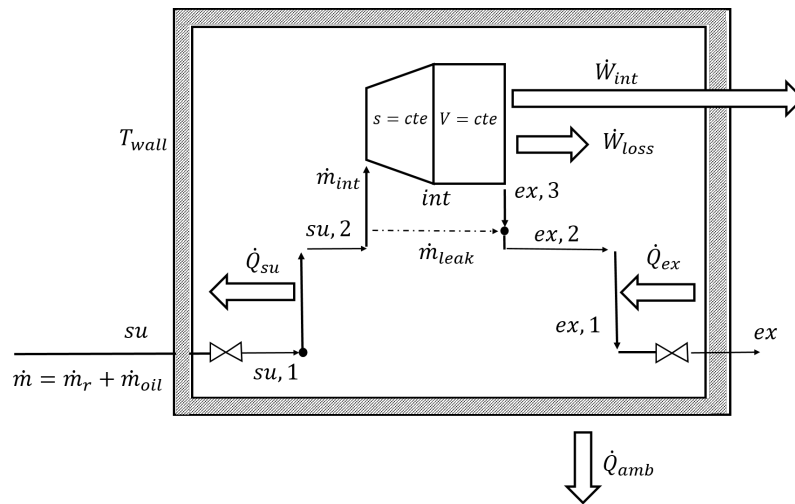 Ẇ_int
s = cte V = cte
T_wall
Ẇ_loss
ṁ_int
int
ex, 3
su, 2
ex, 2
ṁ_leak
Q̇_su
Q̇_ex
ex, 1
su
ex
su, 1
ṁ = ṁ_r + ṁ_oil
Q̇_amb